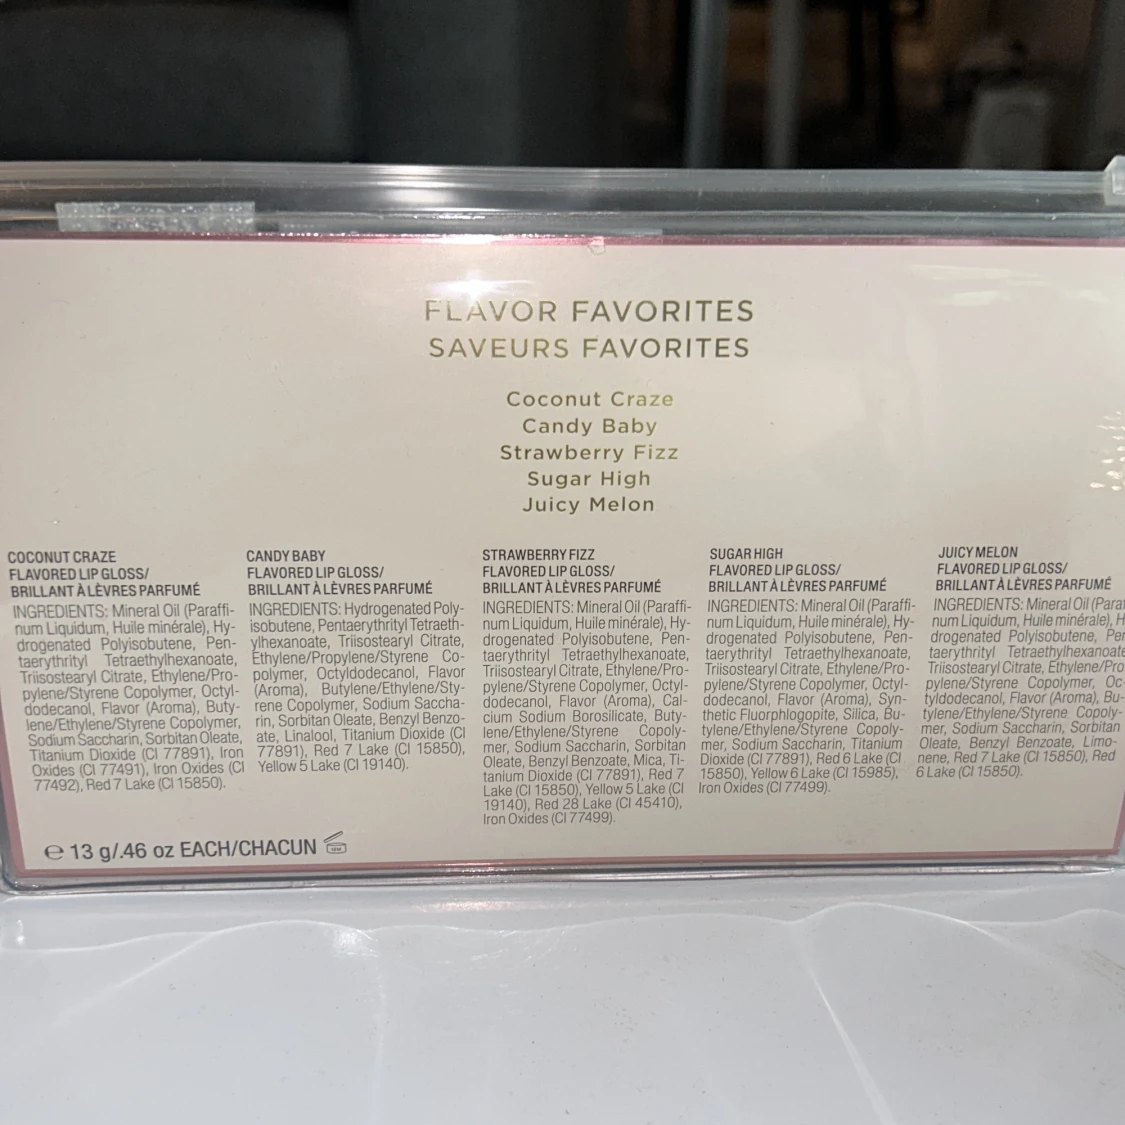 FLAVOR FAVORITES
SAVEURS FAVORITES
Coconut Craze
Candy Baby
Strawberry Fizz
Sugar High
Juicy Melon
COCONUT CRAZE
FLAVORED LIP GLOSS/
BRILLANT À LÈVRES PARFUMÉ
INGREDIENTS: Mineral Oil (Paraffi-
num Liquidum, Huile minérale), Hy-
drogenated Polyisobutene, Pen-
taerythrityl Tetraethylhexanoate,
Triisostearyl Citrate, Ethylene/Pro-
pylene/Styrene Copolymer, Octyl-
dodecanol, Flavor (Aroma), Buty-
lene/Ethylene/Styrene Copolymer,
Sodium Saccharin, Sorbitan Oleate,
Titanium Dioxide (CI 77891), Iron
Oxides (CI 77491), Iron Oxides (CI
77492), Red 7 Lake (CI 15850).
CANDY BABY
FLAVORED LIP GLOSS/
BRILLANT À LÈVRES PARFUMÉ
INGREDIENTS: Hydrogenated Poly-
isobutene, Pentaerythrityl Tetraeth-
ylhexanoate, Triisostearyl Citrate,
Ethylene/Propylene/Styrene Co-
polymer, Octyldodecanol, Flavor
(Aroma), Butylene/Ethylene/Sty-
rene Copolymer, Sodium Saccha-
rin, Sorbitan Oleate, Benzyl Benzo-
ate, Linalool, Titanium Dioxide (CI
77891), Red 7 Lake (CI 15850),
Yellow 5 Lake (CI 19140).
STRAWBERRY FIZZ
FLAVORED LIP GLOSS/
BRILLANT À LÈVRES PARFUMÉ
INGREDIENTS: Mineral Oil (Paraffi-
num Liquidum, Huile minérale), Hy-
drogenated Polyisobutene, Pen-
taerythrityl Tetraethylhexanoate,
Triisostearyl Citrate, Ethylene/Pro-
pylene/Styrene Copolymer, Octyl-
dodecanol, Flavor (Aroma), Cal-
cium Sodium Borosilicate, Buty-
lene/Ethylene/Styrene Copoly-
mer, Sodium Saccharin, Sorbitan
Oleate, Benzyl Benzoate, Mica, Ti-
tanium Dioxide (CI 77891), Red 7
Lake (CI 15850), Yellow 5 Lake (CI
19140), Red 28 Lake (CI 45410),
Iron Oxides (CI 77499).
SUGAR HIGH
FLAVORED LIP GLOSS/
BRILLANT À LÈVRES PARFUMÉ
INGREDIENTS: Mineral Oil (Paraffi-
num Liquidum, Huile minérale), Hy-
drogenated Polyisobutene, Pen-
taerythrityl Tetraethylhexanoate,
Triisostearyl Citrate, Ethylene/Pro-
pylene/Styrene Copolymer, Octyl-
dodecanol, Flavor (Aroma), Syn-
thetic Fluorphlogopite, Silica, Bu-
tylene/Ethylene/Styrene Copoly-
mer, Sodium Saccharin, Titanium
Dioxide (CI 77891), Red 6 Lake (CI
15850), Yellow 6 Lake (CI 15985),
Iron Oxides (CI 77499).
JUICY MELON
FLAVORED LIP GLOSS/
BRILLANT À LÈVRES PARFUMÉ
INGREDIENTS: Mineral Oil (Paraf
num Liquidum, Huile minérale), H
drogenated Polyisobutene, Pen
taerythrityl Tetraethylhexanoate
Triisostearyl Citrate, Ethylene/Pro
pylene/Styrene Copolymer, Oc-
tyldodecanol, Flavor (Aroma), Bu-
tylene/Ethylene/Styrene Copoly-
mer, Sodium Saccharin, Sorbitan
Oleate, Benzyl Benzoate, Limo-
nene, Red 7 Lake (CI 15850), Red
6 Lake (CI 15850).
℮ 13 g/.46 oz EACH/CHACUN